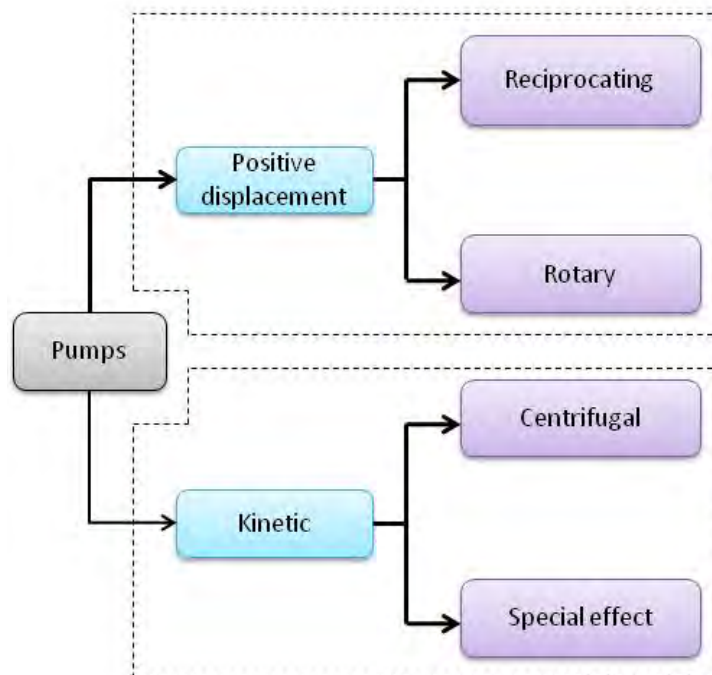 Reciprocating
Positive
displacement
Rotary
Pumps
Centrifugal
Kinetic
Special effect